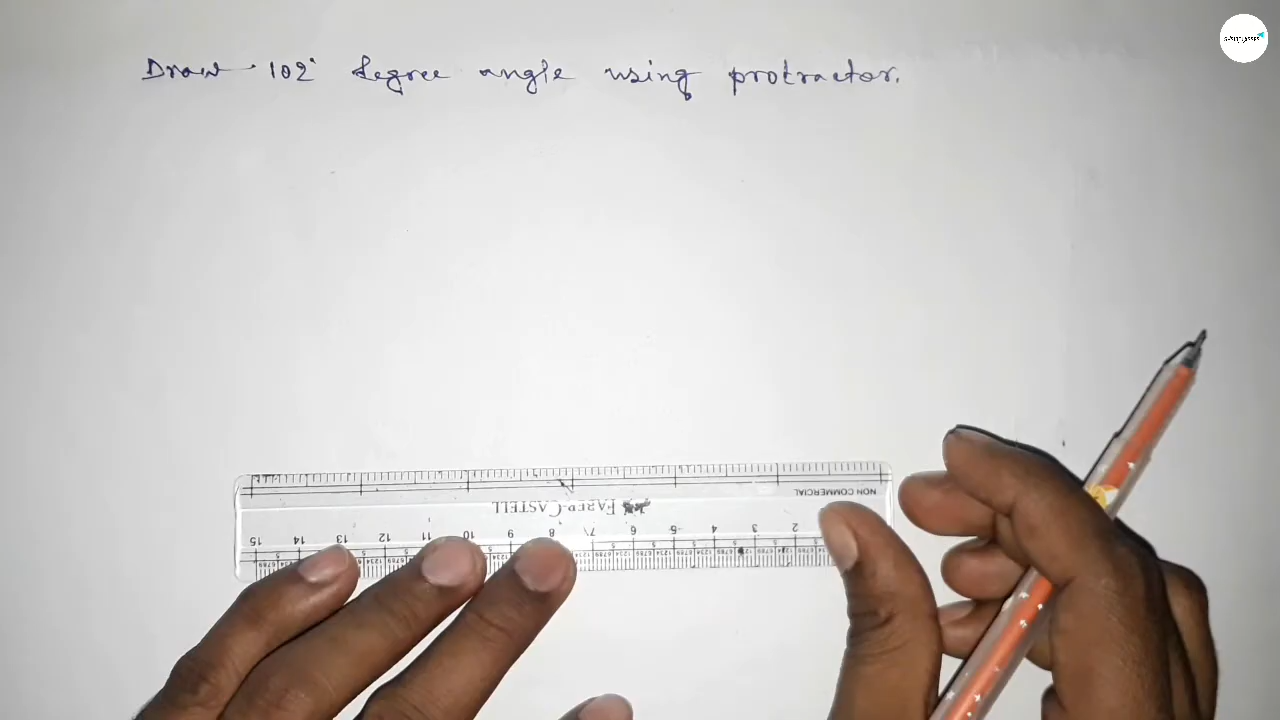 Draw 102° degree angle using protractor.
NON COMMERCIAL
FABER-CASTELL
15 14 13 12 11 10 9 8 7 6 5 4 3 2